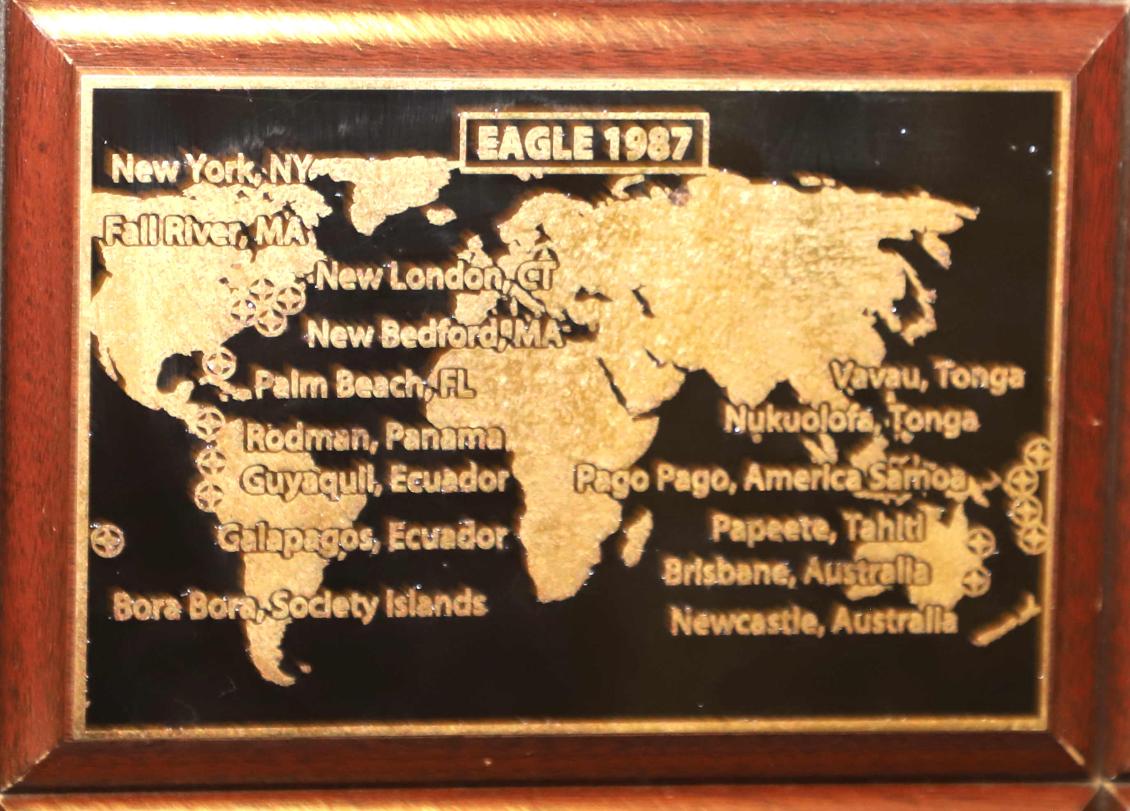 EAGLE 1987
New York, NY
Fall River, MA
New London, CT
New Bedford, MA
Palm Beach, FL
Rodman, Panama
Guyaquil, Ecuador
Galapagos, Ecuador
Bora Bora, Society Islands
Vavau, Tonga
Nukuolofa, Tonga
Pago Pago, America Samoa
Papeete, Tahiti
Brisbane, Australia
Newcastle, Australia